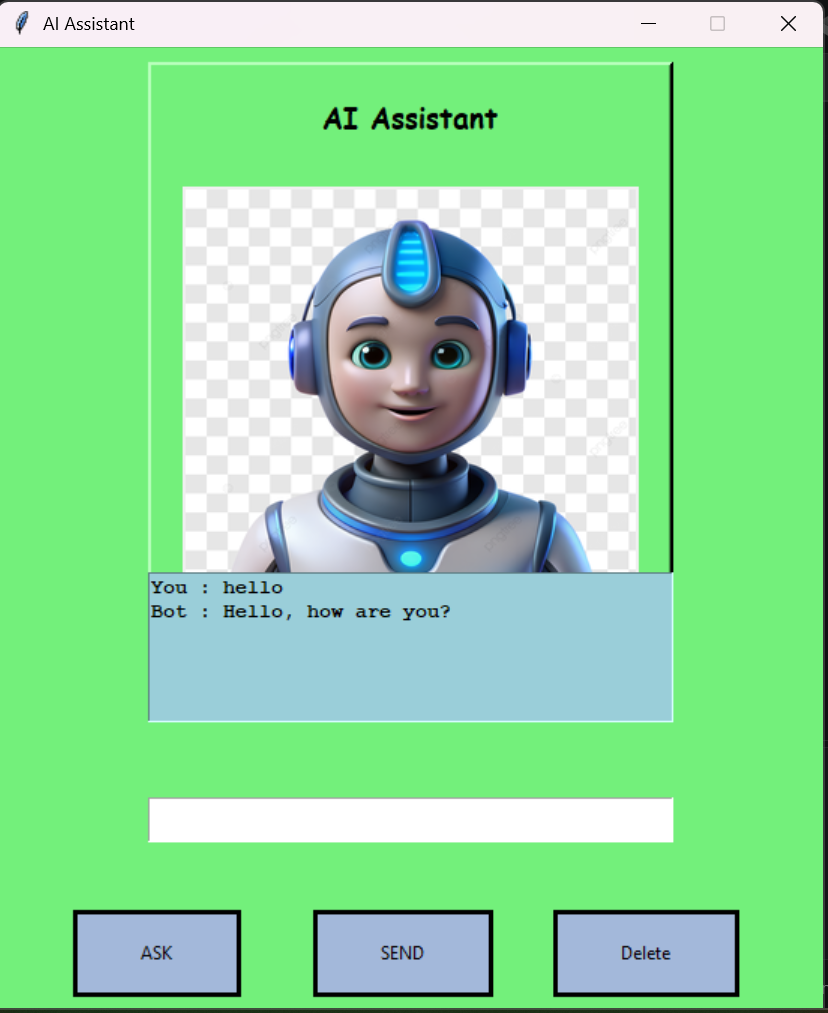 AI Assistant
AI Assistant
You : hello
Bot : Hello, how are you?
ASK
SEND
Delete